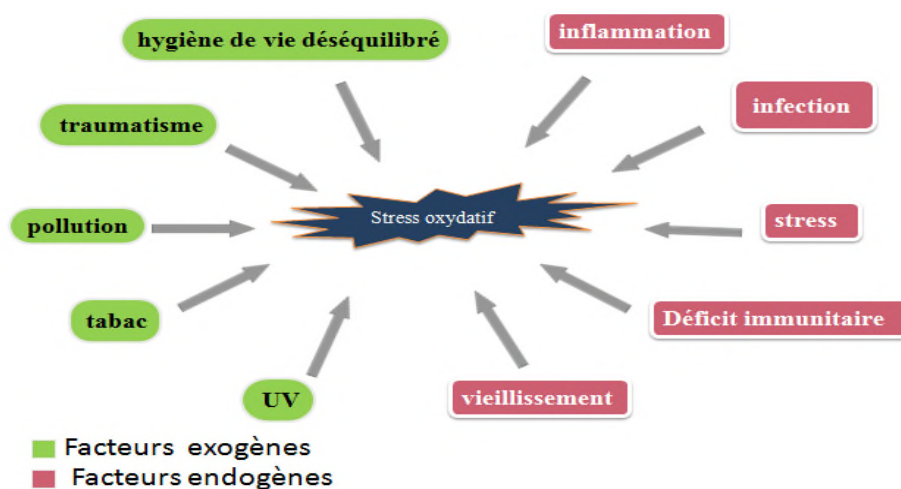 hygiène de vie déséquilibré
inflammation
traumatisme
infection
Stress oxydatif
pollution
stress
tabac
Déficit immunitaire
UV
vieillissement
Facteurs exogènes
Facteurs endogènes